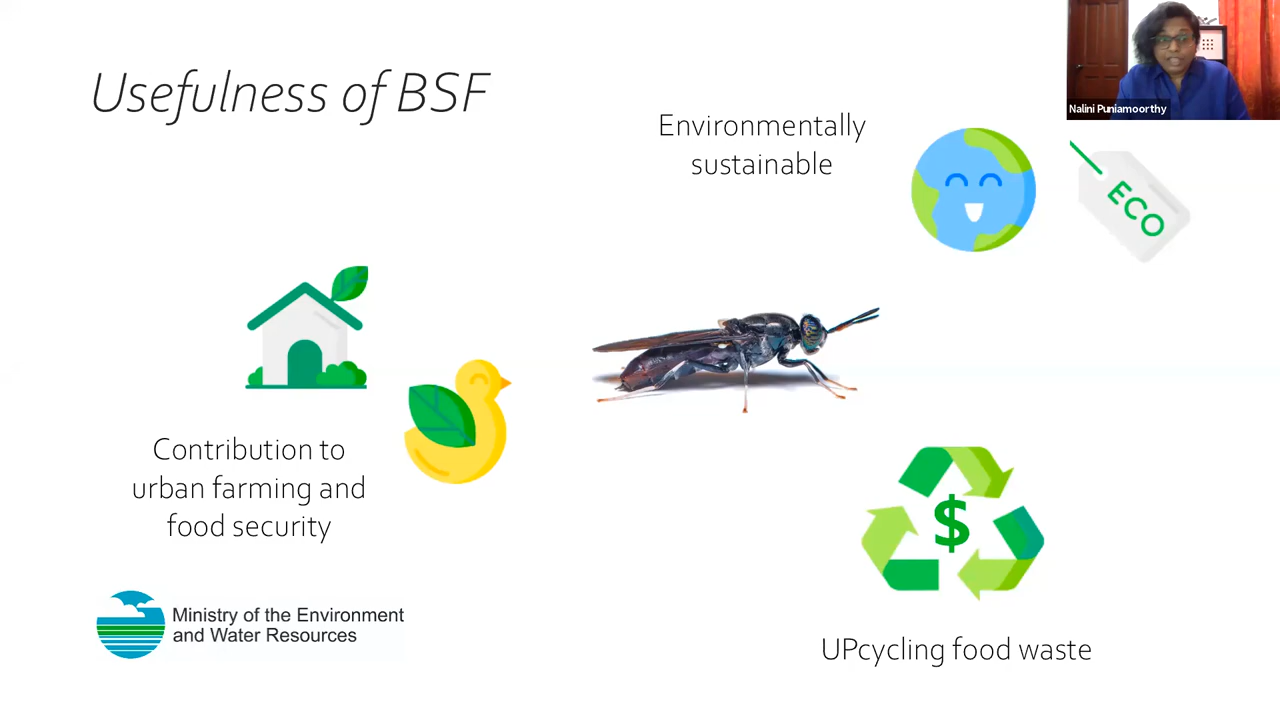 Usefulness of BSF
Nalini Puniamoorthy
Environmentally
sustainable
ECO
Contribution to
urban farming and
food security
$
Ministry of the Environment
and Water Resources
UPcycling food waste